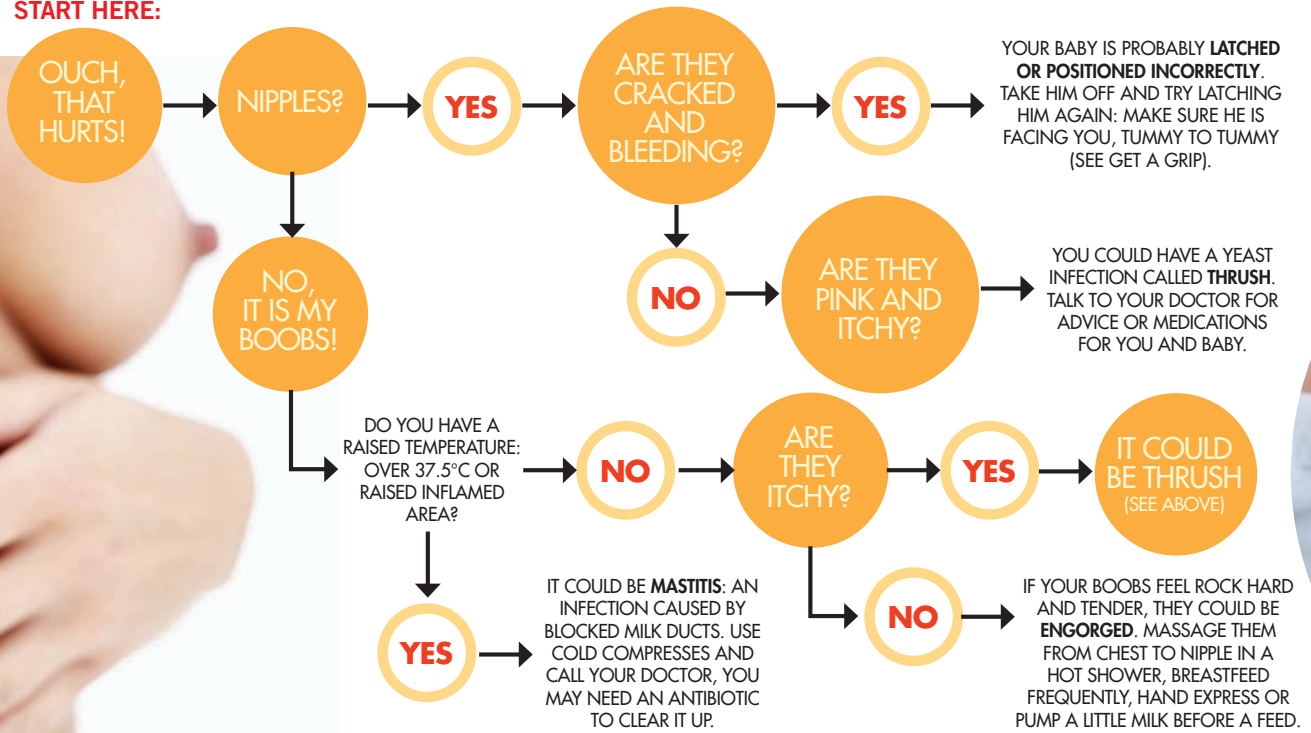 START HERE:
OUCH,
THAT
HURTS!
NIPPLES?
YES
ARE THEY
CRACKED
AND
BLEEDING?
YES
YOUR BABY IS PROBABLY LATCHED
OR POSITIONED INCORRECTLY.
TAKE HIM OFF AND TRY LATCHING
HIM AGAIN: MAKE SURE HE IS
FACING YOU, TUMMY TO TUMMY
(SEE GET A GRIP).
NO
ARE THEY
PINK AND
ITCHY?
YOU COULD HAVE A YEAST
INFECTION CALLED THRUSH.
TALK TO YOUR DOCTOR FOR
ADVICE OR MEDICATIONS
FOR YOU AND BABY.
NO,
IT IS MY
BOOBS!
DO YOU HAVE A
RAISED TEMPERATURE:
OVER 37.5°C OR
RAISED INFLAMED
AREA?
NO
ARE
THEY
ITCHY?
YES
IT COULD
BE THRUSH
(SEE ABOVE)
YES
IT COULD BE MASTITIS: AN
INFECTION CAUSED BY
BLOCKED MILK DUCTS. USE
COLD COMPRESSES AND
CALL YOUR DOCTOR, YOU
MAY NEED AN ANTIBIOTIC
TO CLEAR IT UP.
NO
IF YOUR BOOBS FEEL ROCK HARD
AND TENDER, THEY COULD BE
ENGORGED. MASSAGE THEM
FROM CHEST TO NIPPLE IN A
HOT SHOWER, BREASTFEED
FREQUENTLY, HAND EXPRESS OR
PUMP A LITTLE MILK BEFORE A FEED.